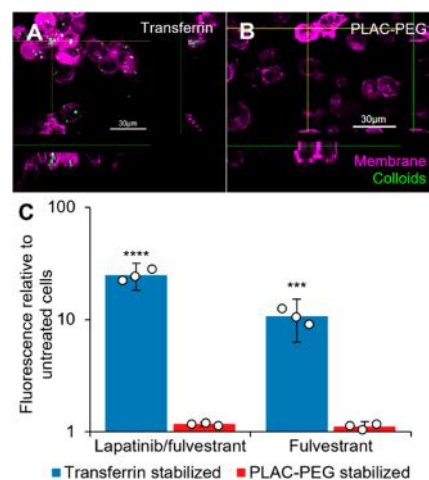 A
Transferrin
30μm
B
PLAC-PEG
30μm
Membrane
Colloids
C
Fluorescence relative to
untreated cells
100
10
1
****
***
Lapatinib/fulvestrant
Fulvestrant
Transferrin stabilized
PLAC-PEG stabilized